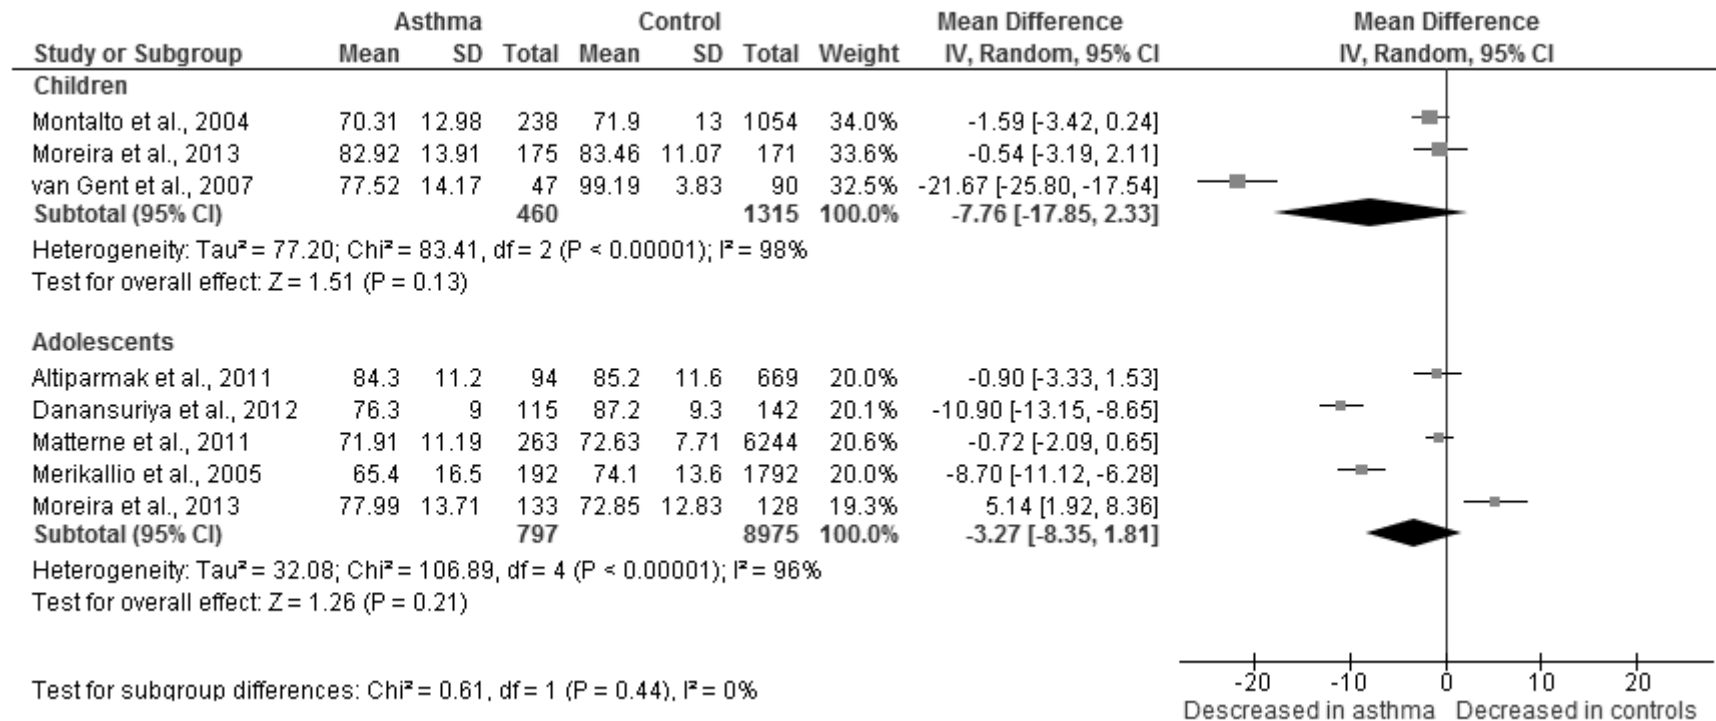 Asthma Control Mean Difference Mean Difference
Study or Subgroup Mean SD Total Mean SD Total Weight IV, Random, 95% CI IV, Random, 95% CI
Children
Montalto et al., 2004 70.31 12.98 238 71.9 13 1054 34.0% -1.59 [-3.42, 0.24]
Moreira et al., 2013 82.92 13.91 175 83.46 11.07 171 33.6% -0.54 [-3.19, 2.11]
van Gent et al., 2007 77.52 14.17 47 99.19 3.83 90 32.5% -21.67 [-25.80, -17.54]
Subtotal (95% CI) 460 1315 100.0% -7.76 [-17.85, 2.33]
Heterogeneity: Tau² = 77.20; Chi² = 83.41, df = 2 (P < 0.00001); I² = 98%
Test for overall effect: Z = 1.51 (P = 0.13)
Adolescents
Altiparmak et al., 2011 84.3 11.2 94 85.2 11.6 669 20.0% -0.90 [-3.33, 1.53]
Danansuriya et al., 2012 76.3 9 115 87.2 9.3 142 20.1% -10.90 [-13.15, -8.65]
Matterne et al., 2011 71.91 11.19 263 72.63 7.71 6244 20.6% -0.72 [-2.09, 0.65]
Merikallio et al., 2005 65.4 16.5 192 74.1 13.6 1792 20.0% -8.70 [-11.12, -6.28]
Moreira et al., 2013 77.99 13.71 133 72.85 12.83 128 19.3% 5.14 [1.92, 8.36]
Subtotal (95% CI) 797 8975 100.0% -3.27 [-8.35, 1.81]
Heterogeneity: Tau² = 32.08; Chi² = 106.89, df = 4 (P < 0.00001); I² = 96%
Test for overall effect: Z = 1.26 (P = 0.21)
-20 -10 0 10 20
Test for subgroup differences: Chi² = 0.61, df = 1 (P = 0.44), I² = 0%
Descreased in asthma Decreased in controls